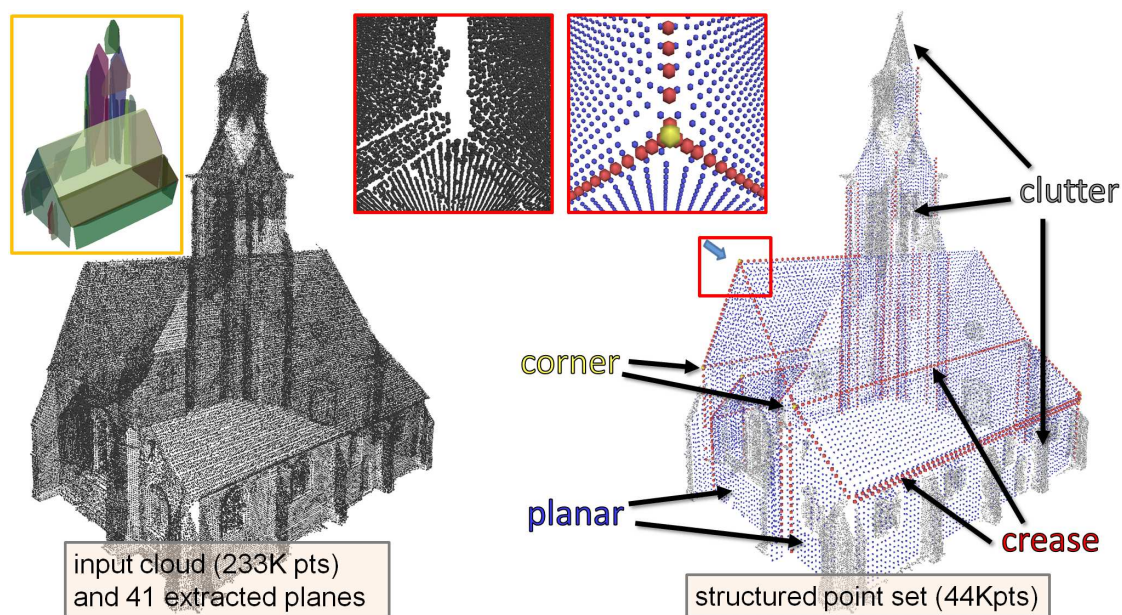 clutter
corner
planar
crease
input cloud (233K pts)
and 41 extracted planes
structured point set (44Kpts)